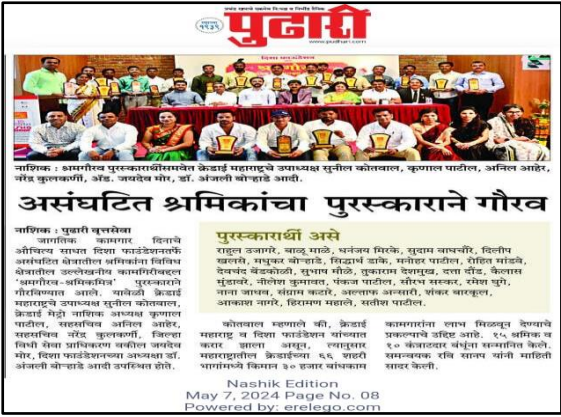 पुढारी
www.pudhari.com
नाशिक : श्रमगौरव पुरस्कारार्थीसमवेत क्रेडाई महाराष्ट्रचे उपाध्यक्ष सुनील कोतवाल, कृणाल पाटील, अनिल आहेर,
नरेंद्र कुलकर्णी, अ‍ॅड. जयदेव मोर, डॉ. अंजली बोऱ्हाडे आदी.
असंघटित श्रमिकांचा पुरस्काराने गौरव
नाशिक : पुढारी वृत्तसेवा
जागतिक कामगार दिनाचे
औचित्य साधत दिशा फाउंडेशनतर्फे
असंघटित क्षेत्रातील श्रमिकांना विविध
क्षेत्रातील उल्लेखनीय कामगिरीबद्दल
'श्रमगौरव-श्रमिकमित्र' पुरस्काराने
गौरविण्यात आले. यावेळी क्रेडाई
महाराष्ट्रचे उपाध्यक्ष सुनील कोतवाल,
क्रेडाई मेट्रो नाशिक अध्यक्ष कृणाल
पाटील, सहसचिव अनिल आहेर,
सहसचिव नरेंद्र कुलकर्णी, जिल्हा
विधी सेवा प्राधिकरण वकील जयदेव
मोर, दिशा फाउंडेशनच्या अध्यक्षा डॉ.
अंजली बोऱ्हाडे आदी उपस्थित होते.
पुरस्कारार्थी असे
राहुल उजागरे, बाळू माळे, धनंजय मिरके, सुदाम वाघचौरे, दिलीप
खलसे, मधुकर बोऱ्हाडे, सिद्धार्थ डाके, मनोहर पाटील, रोहित मांडवे,
देवचंद बेंडकोळी, सुभाप मौळे, तुकाराम देशमुख, दत्ता दौंड, कैलास
मुंडावरे, नीलेश कुमावत, पंकज पाटील, सौरभ सस्कर, रमेश घुगे,
नाना जाधव, संग्राम कटारे, अल्ताफ अन्सारी, शंकर बारकूल,
आकाश नागरे, हिरामण महाले, सतीश पाटील.
कोतवाल म्हणाले की, क्रेडाई
महाराष्ट्र व दिशा फाउंडेशन यांच्यात
करार झाला असून, त्यानुसार
महाराष्ट्रातील क्रेडाईच्या ६६ शहरी
भागांमध्ये किमान ३० हजार बांधकाम
कामगारांना लाभ मिळवून देण्याचे
प्रकल्पाचे उद्दिष्ट आहे. १५ श्रमिक व
१० कंत्राटदार बंधूंना सन्मानित केले.
समन्वयक रवि सानप यांनी माहिती
सादर केली.
Nashik Edition
May 7, 2024 Page No. 08
Powered by: erelego.com